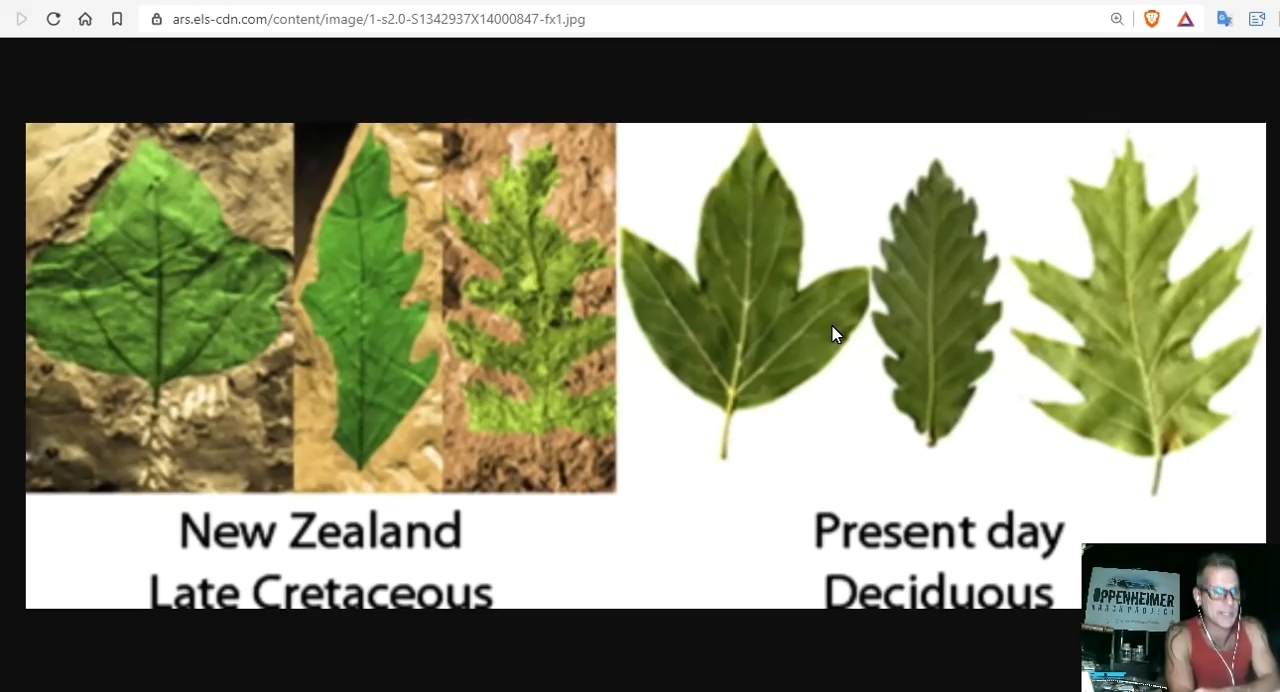 ars.els-cdn.com/content/image/1-s2.0-S1342937X14000847-fx1.jpg
New Zealand
Late Cretaceous
Present day
Deciduous
OPPENHEIMER